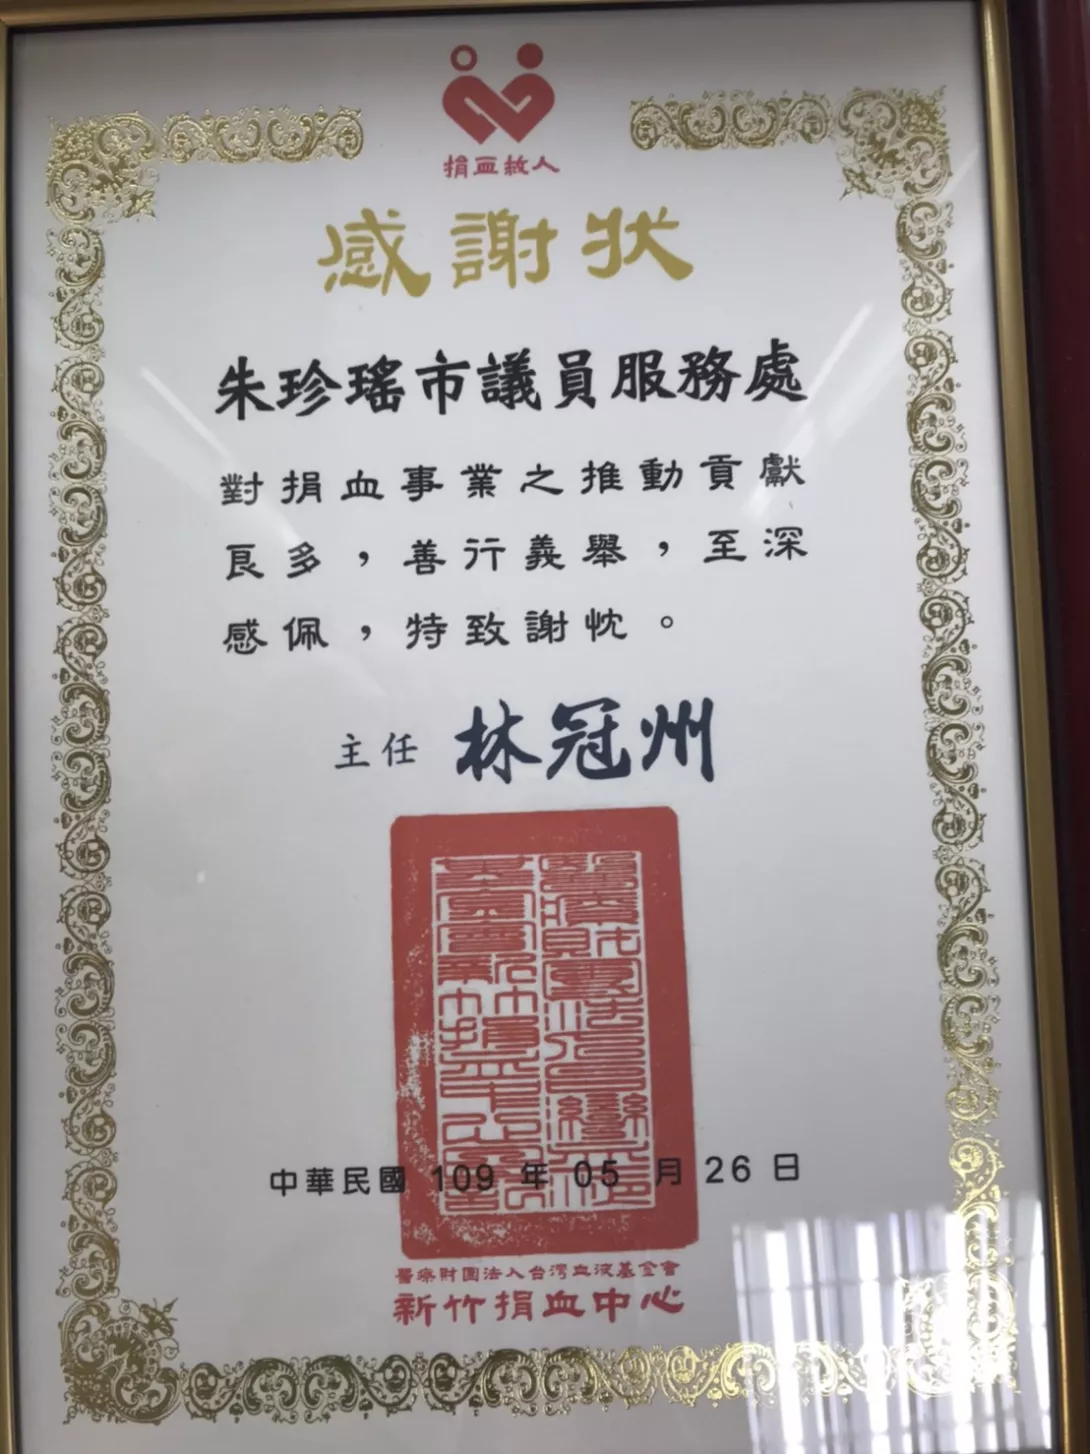 捐血救人
感謝狀
朱珍瑤市議員服務處
對捐血事業之推動貢獻
良多，善行義舉，至深
感佩，特致謝忱。
主任 林冠州
中華民國 109 年 05 月 26 日
醫療財團法人台灣血液基金會
新竹捐血中心